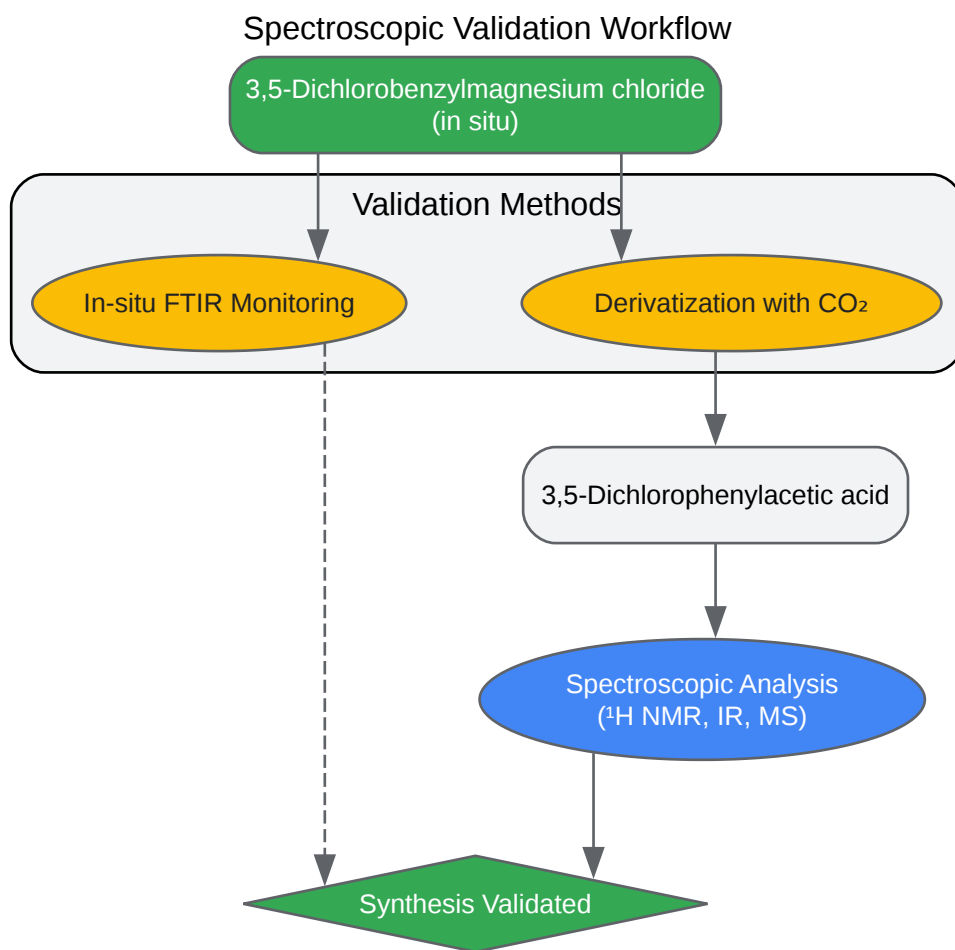 Spectroscopic Validation Workflow
3,5-Dichlorobenzylmagnesium chloride
(in situ)
Validation Methods
In-situ FTIR Monitoring
Derivatization with CO₂
3,5-Dichlorophenylacetic acid
Spectroscopic Analysis
(¹H NMR, IR, MS)
Synthesis Validated